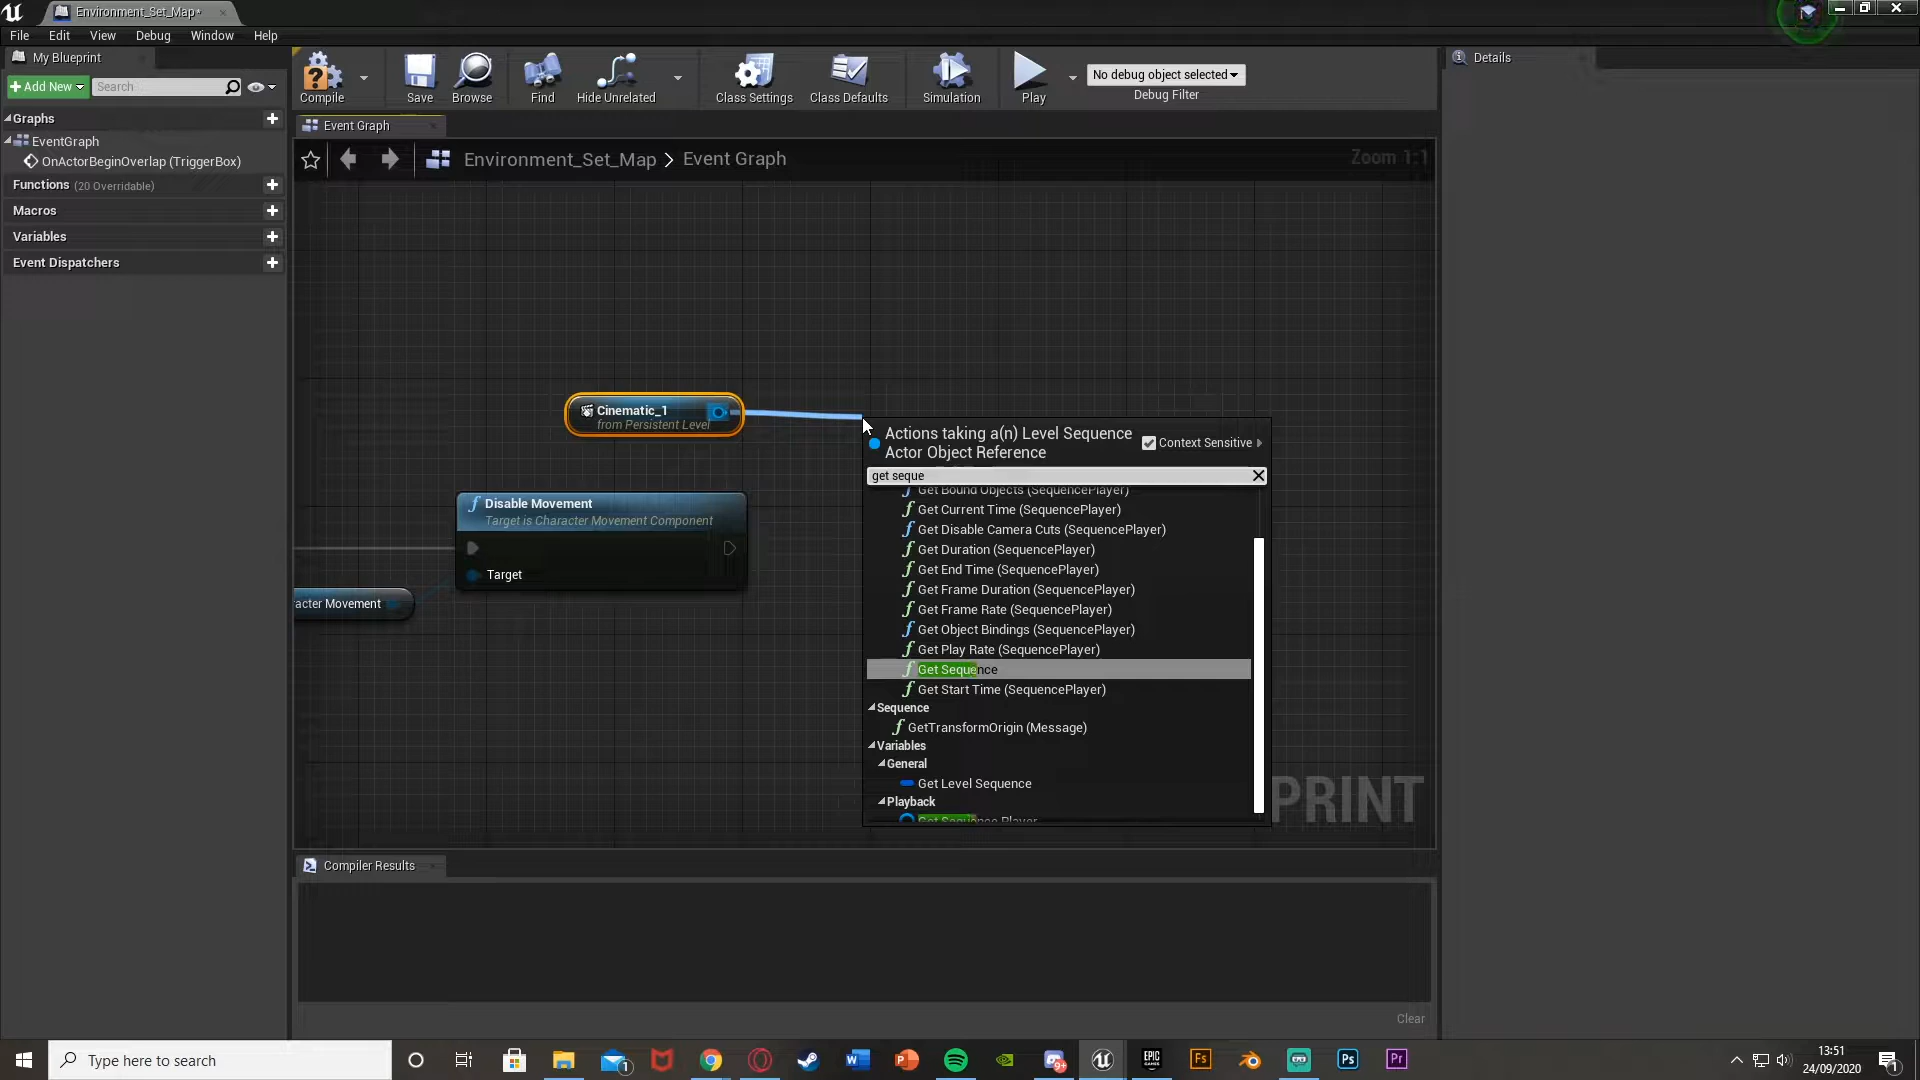 Environment_Set_Map*
File Edit View Debug Window Help
My Blueprint
Add New
Search
Graphs
EventGraph
OnActorBeginOverlap (TriggerBox)
Functions (20 Overridable)
Macros
Variables
Event Dispatchers
Compile
Save
Browse
Find
Hide Unrelated
Class Settings
Class Defaults
Simulation
Play
No debug object selected
Debug Filter
Details
Event Graph
Environment_Set_Map > Event Graph
Zoom 1:1
Cinematic_1
from Persistent Level
Disable Movement
Target is Character Movement Component
Target
acter Movement
Actions taking a(n) Level Sequence
Actor Object Reference
Context Sensitive
get seque
Get Bound Objects (SequencePlayer)
Get Current Time (SequencePlayer)
Get Disable Camera Cuts (SequencePlayer)
Get Duration (SequencePlayer)
Get End Time (SequencePlayer)
Get Frame Duration (SequencePlayer)
Get Frame Rate (SequencePlayer)
Get Object Bindings (SequencePlayer)
Get Play Rate (SequencePlayer)
Get Sequence
Get Start Time (SequencePlayer)
Sequence
GetTransformOrigin (Message)
Variables
General
Get Level Sequence
Playback
Get Sequence Player
PRINT
Compiler Results
Clear
Type here to search
13:51
24/09/2020